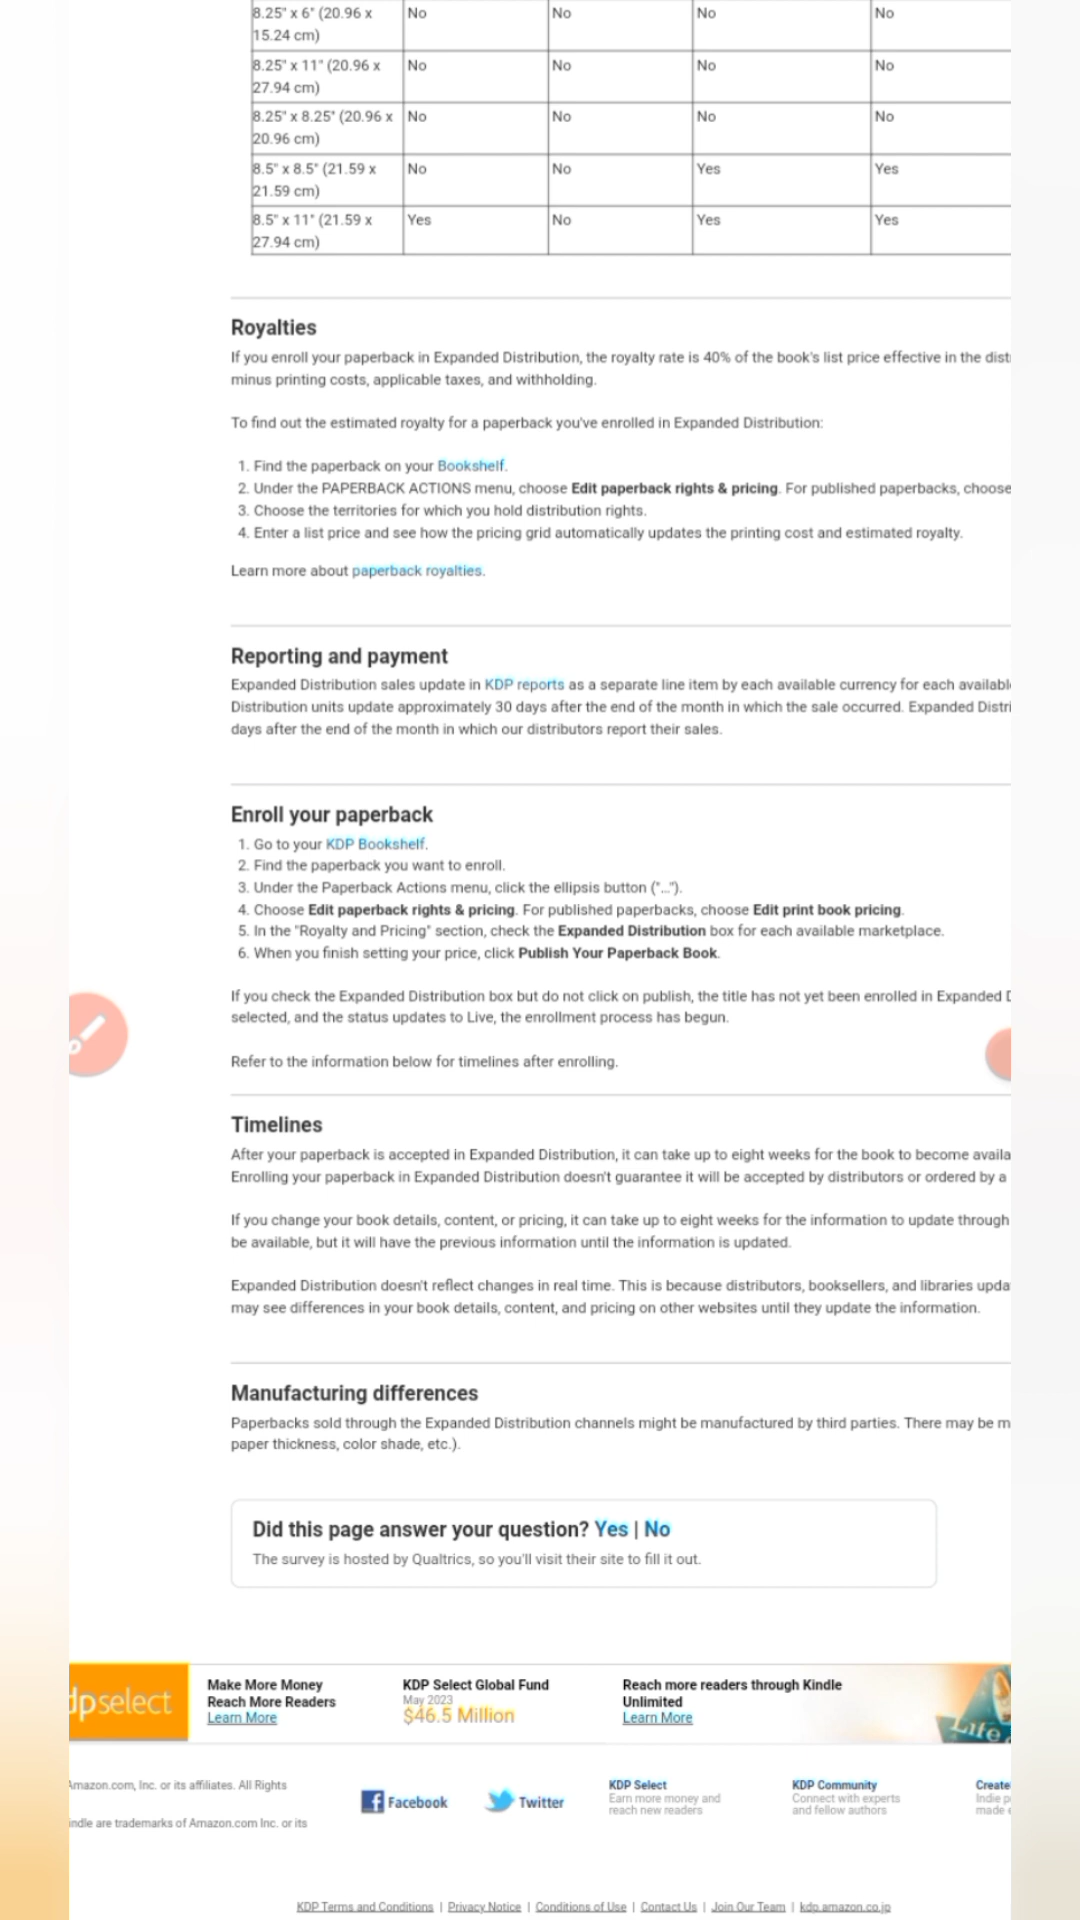 8.25" x 6" (20.96 x
15.24 cm)
No
No
No
No
8.25" x 11" (20.96 x
27.94 cm)
No
No
No
No
8.25" x 8.25" (20.96 x
20.96 cm)
No
No
No
No
8.5" x 8.5" (21.59 x
21.59 cm)
No
No
Yes
Yes
8.5" x 11" (21.59 x
27.94 cm)
Yes
No
Yes
Yes
Royalties
If you enroll your paperback in Expanded Distribution, the royalty rate is 40% of the book's list price effective in the dist
minus printing costs, applicable taxes, and withholding.
To find out the estimated royalty for a paperback you've enrolled in Expanded Distribution:
1. Find the paperback on your Bookshelf.
2. Under the PAPERBACK ACTIONS menu, choose Edit paperback rights & pricing. For published paperbacks, choose
3. Choose the territories for which you hold distribution rights.
4. Enter a list price and see how the pricing grid automatically updates the printing cost and estimated royalty.
Learn more about paperback royalties.
Reporting and payment
Expanded Distribution sales update in KDP reports as a separate line item by each available currency for each availabl
Distribution units update approximately 30 days after the end of the month in which the sale occurred. Expanded Distri
days after the end of the month in which our distributors report their sales.
Enroll your paperback
1. Go to your KDP Bookshelf.
2. Find the paperback you want to enroll.
3. Under the Paperback Actions menu, click the ellipsis button ("...").
4. Choose Edit paperback rights & pricing. For published paperbacks, choose Edit print book pricing.
5. In the "Royalty and Pricing" section, check the Expanded Distribution box for each available marketplace.
6. When you finish setting your price, click Publish Your Paperback Book.
If you check the Expanded Distribution box but do not click on publish, the title has not yet been enrolled in Expanded D
selected, and the status updates to Live, the enrollment process has begun.
Refer to the information below for timelines after enrolling.
Timelines
After your paperback is accepted in Expanded Distribution, it can take up to eight weeks for the book to become availa
Enrolling your paperback in Expanded Distribution doesn't guarantee it will be accepted by distributors or ordered by a
If you change your book details, content, or pricing, it can take up to eight weeks for the information to update through
be available, but it will have the previous information until the information is updated.
Expanded Distribution doesn't reflect changes in real time. This is because distributors, booksellers, and libraries upda
may see differences in your book details, content, and pricing on other websites until they update the information.
Manufacturing differences
Paperbacks sold through the Expanded Distribution channels might be manufactured by third parties. There may be m
paper thickness, color shade, etc.).
Did this page answer your question? Yes | No
The survey is hosted by Qualtrics, so you'll visit their site to fill it out.
dpselect
Make More Money
Reach More Readers
Learn More
KDP Select Global Fund
May 2023
$46.5 Million
Reach more readers through Kindle
Unlimited
Learn More
Life
Amazon.com, Inc. or its affiliates. All Rights
indle are trademarks of Amazon.com Inc. or its
Facebook
Twitter
KDP Select
Earn more money and
reach new readers
KDP Community
Connect with experts
and fellow authors
Create
Indie p
made e
KDP Terms and Conditions | Privacy Notice | Conditions of Use | Contact Us | Join Our Team | kdp.amazon.co.jp